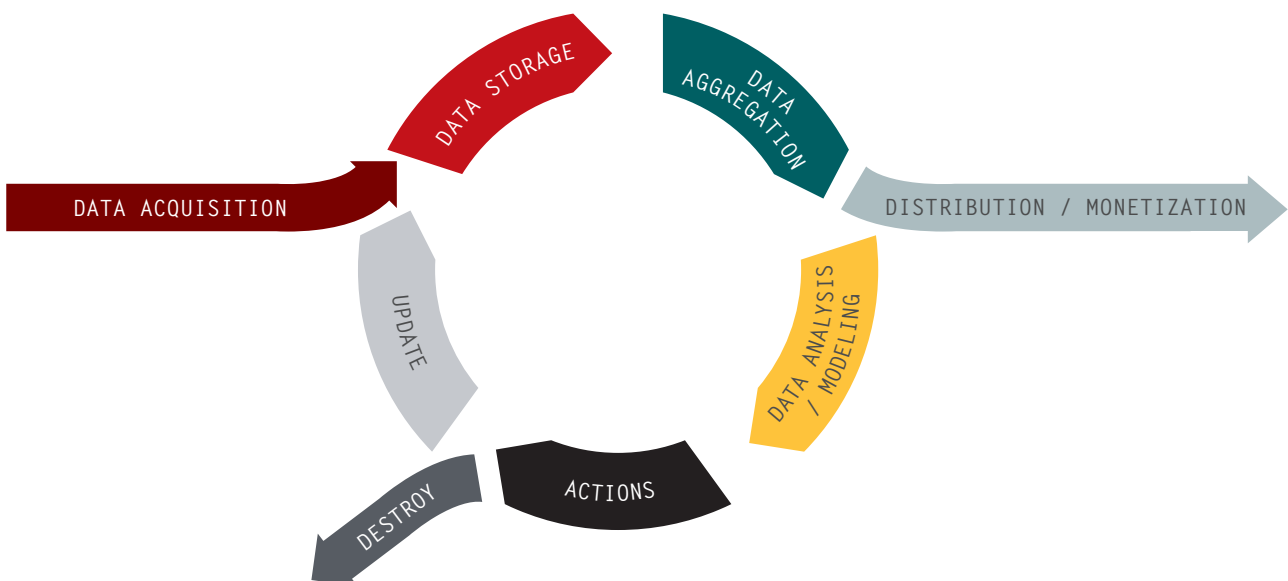 DATA STORAGE
DATA
AGGREGATION
DATA ACQUISITION
DISTRIBUTION / MONETIZATION
UPDATE
DATA ANALYSIS
/ MODELING
ACTIONS
DESTROY